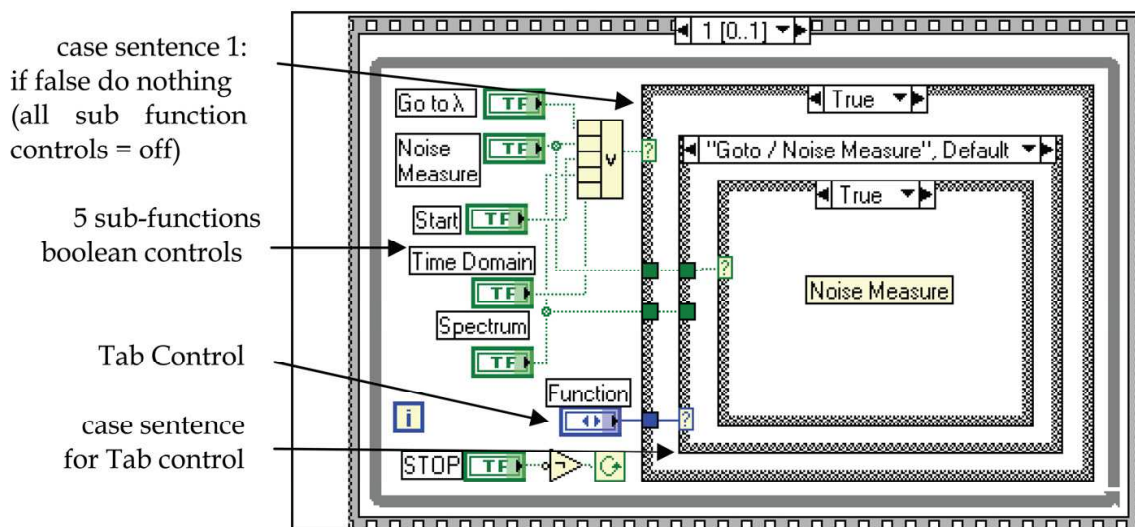 case sentence 1:
if false do nothing
(all sub function
controls = off)
5 sub-functions
boolean controls
Tab Control
case sentence
for Tab control
1 [0..1]
Go to λ
TF
Noise
Measure
TF
Start
TF
Time Domain
TF
Spectrum
TF
Function
i
STOP
TF
V
?
True
"Goto / Noise Measure", Default
True
?
Noise Measure
?